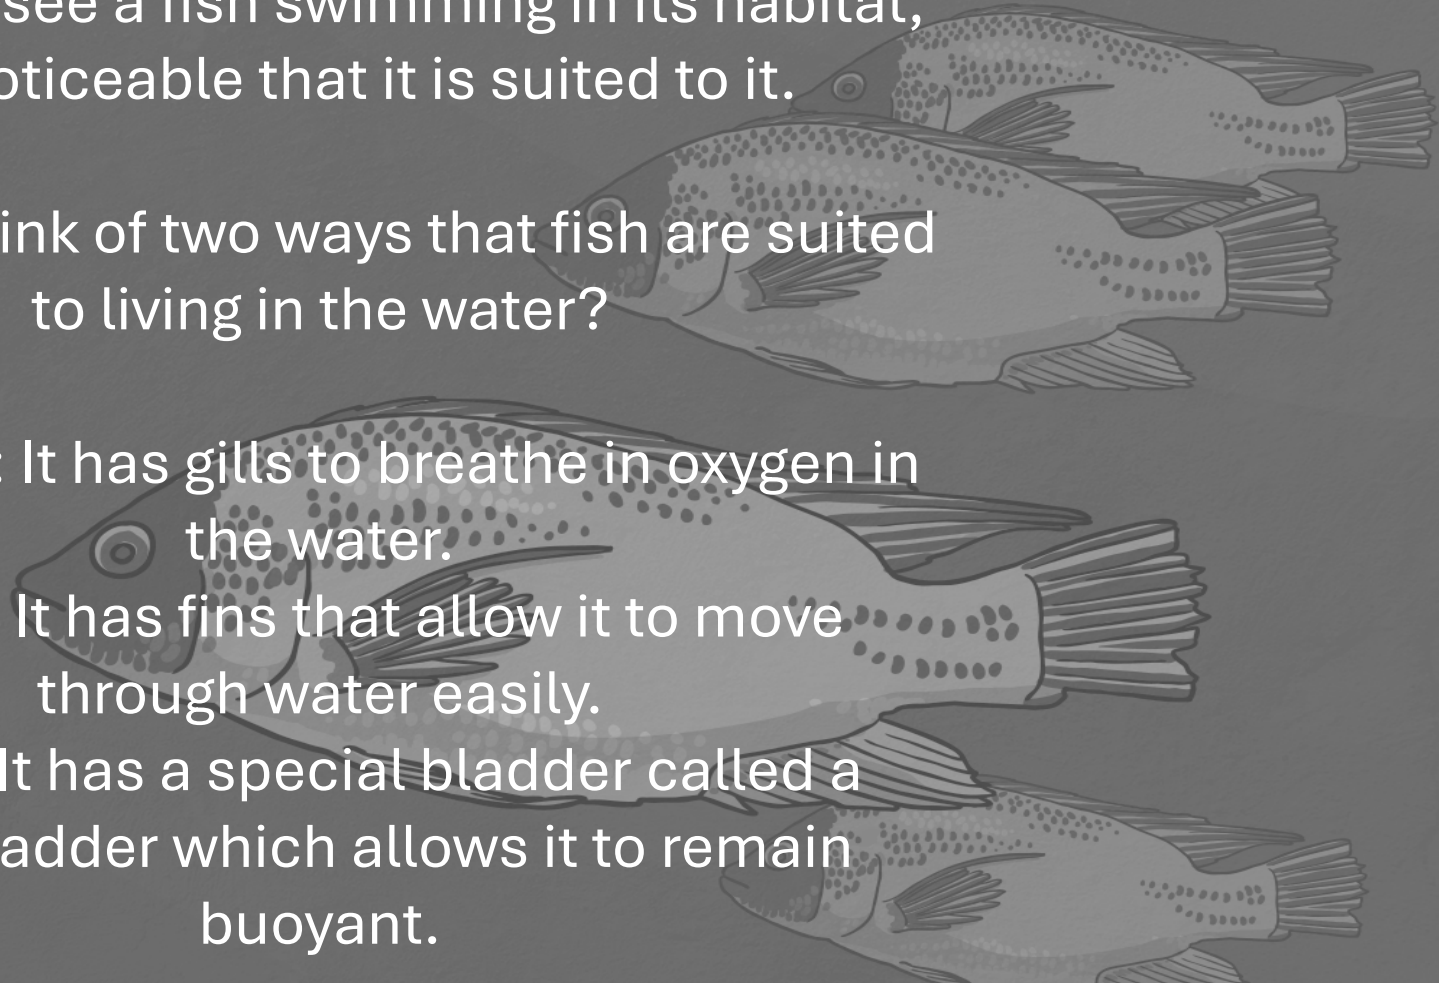 see a fish swimming in its habitat,
oticeable that it is suited to it.
ink of two ways that fish are suited
to living in the water?
: It has gills to breathe in oxygen in
the water.
It has fins that allow it to move
through water easily.
It has a special bladder called a
adder which allows it to remain
buoyant.